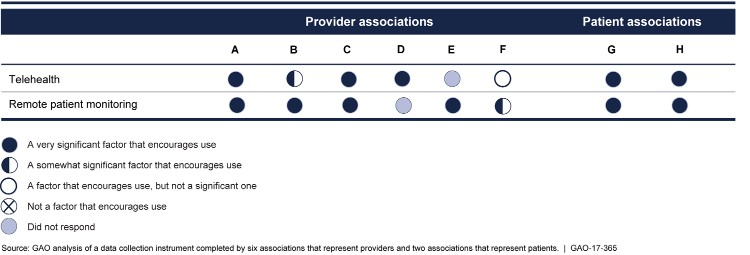 Provider associations Patient associations
A B C D E F G H
Telehealth
Remote patient monitoring
A very significant factor that encourages use
A somewhat significant factor that encourages use
A factor that encourages use, but not a significant one
Not a factor that encourages use
Did not respond
Source: GAO analysis of a data collection instrument completed by six associations that represent providers and two associations that represent patients. | GAO-17-365